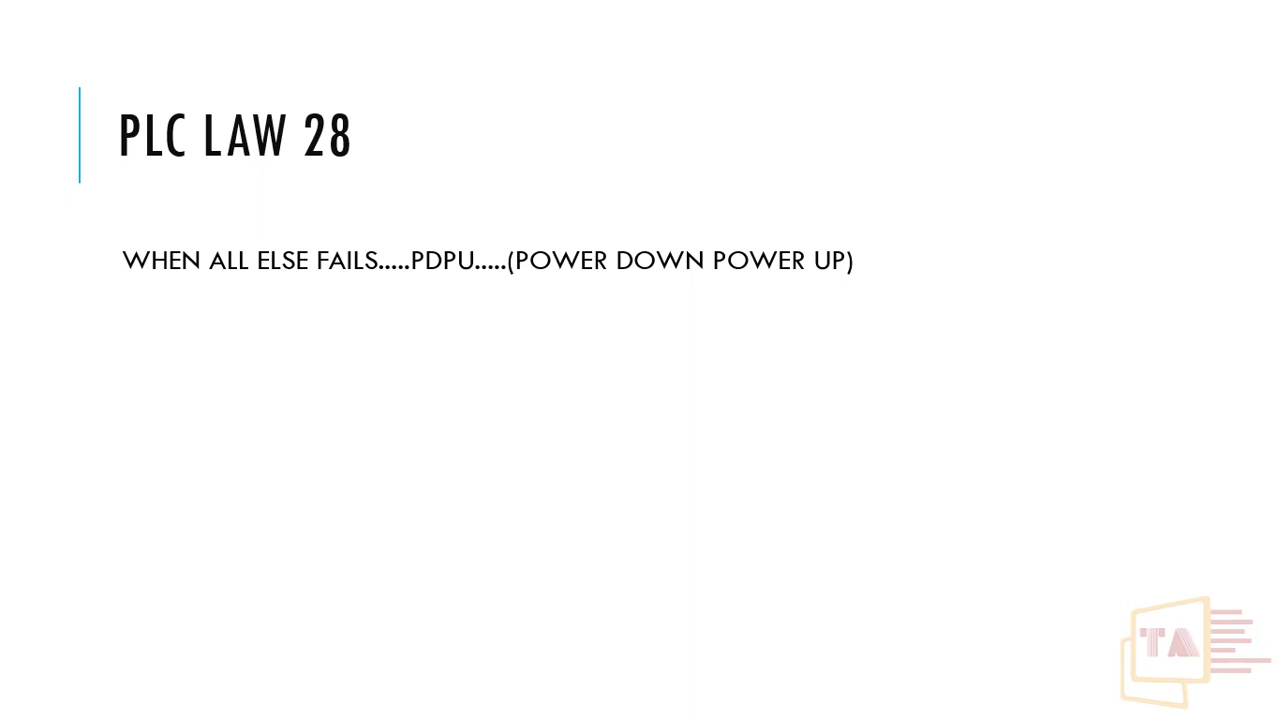 PLC LAW 28
WHEN ALL ELSE FAILS.....PDPU.....(POWER DOWN POWER UP)
TA